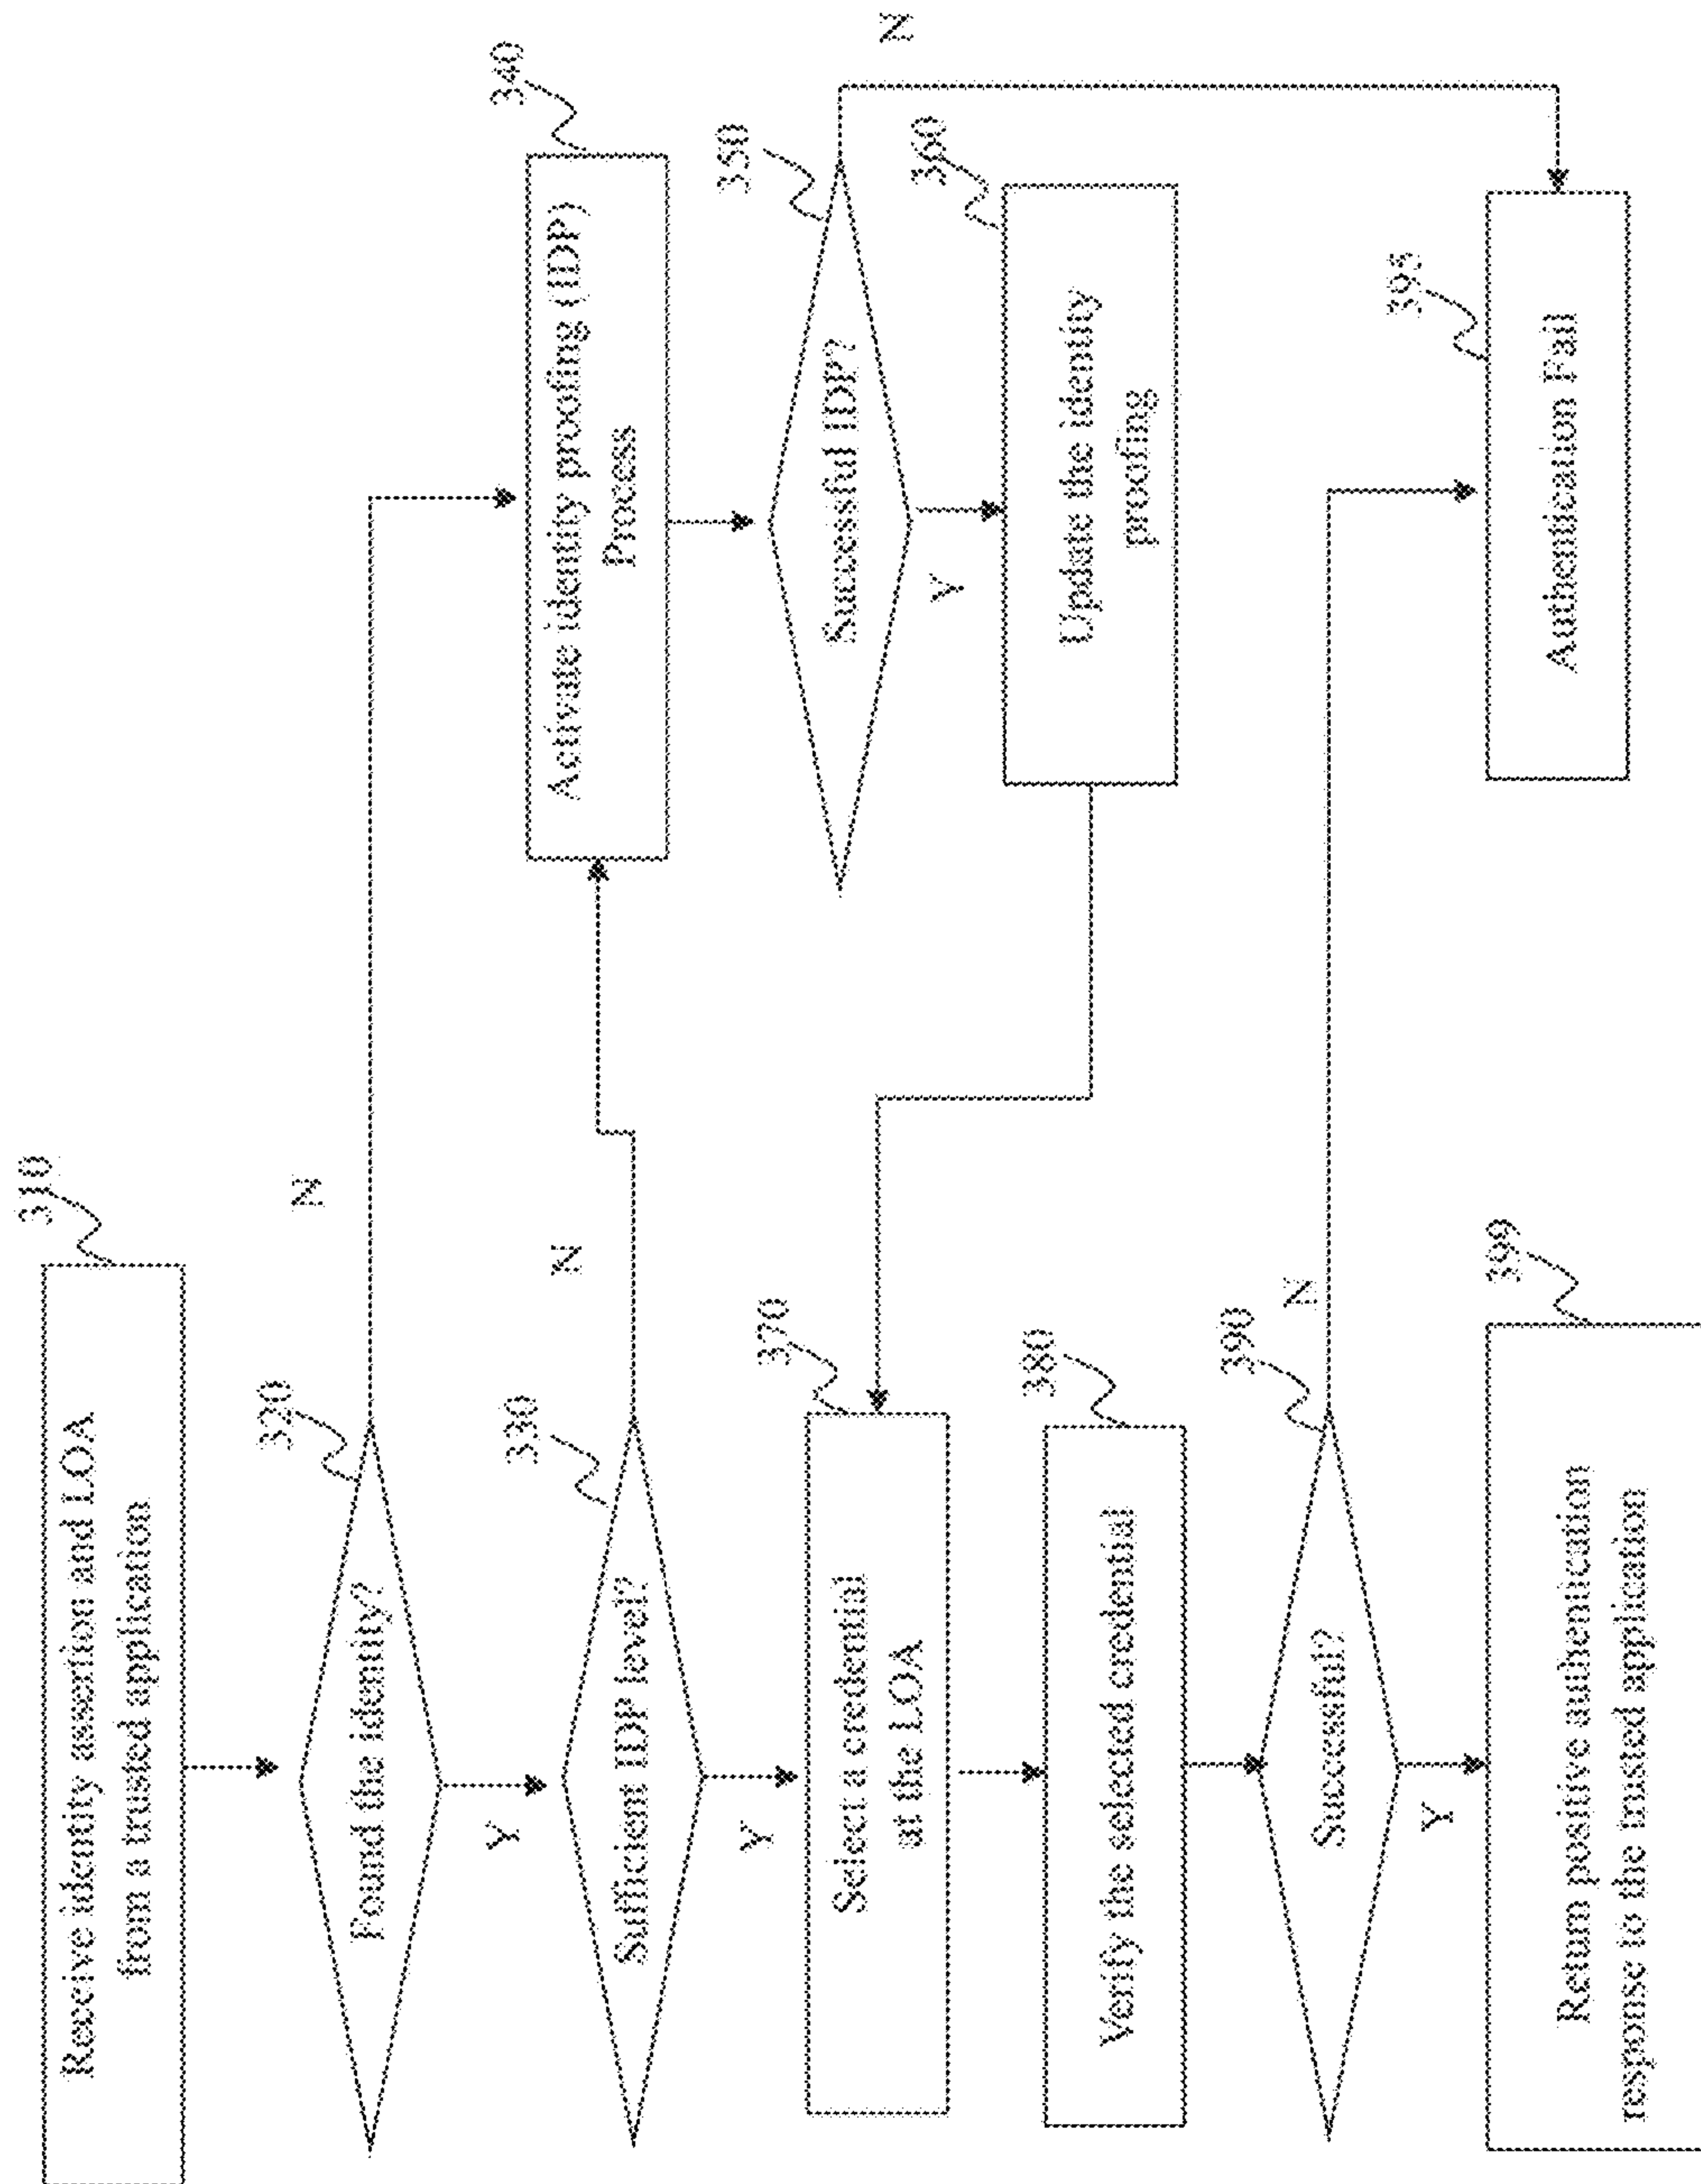 310
Receive identity assertion and LOA
from a trusted application
320
Found the identity?
N
Y
330
Sufficient IDP level?
N
Y
340
Activate identity proofing (IDP)
Process
350
Successful IDP?
N
Y
360
Update the identity
proofing
370
Select a credential
at the LOA
380
Verify the selected credential
390
Successful?
N
Y
395
Authentication Fail
399
Return positive authentication
response to the trusted application